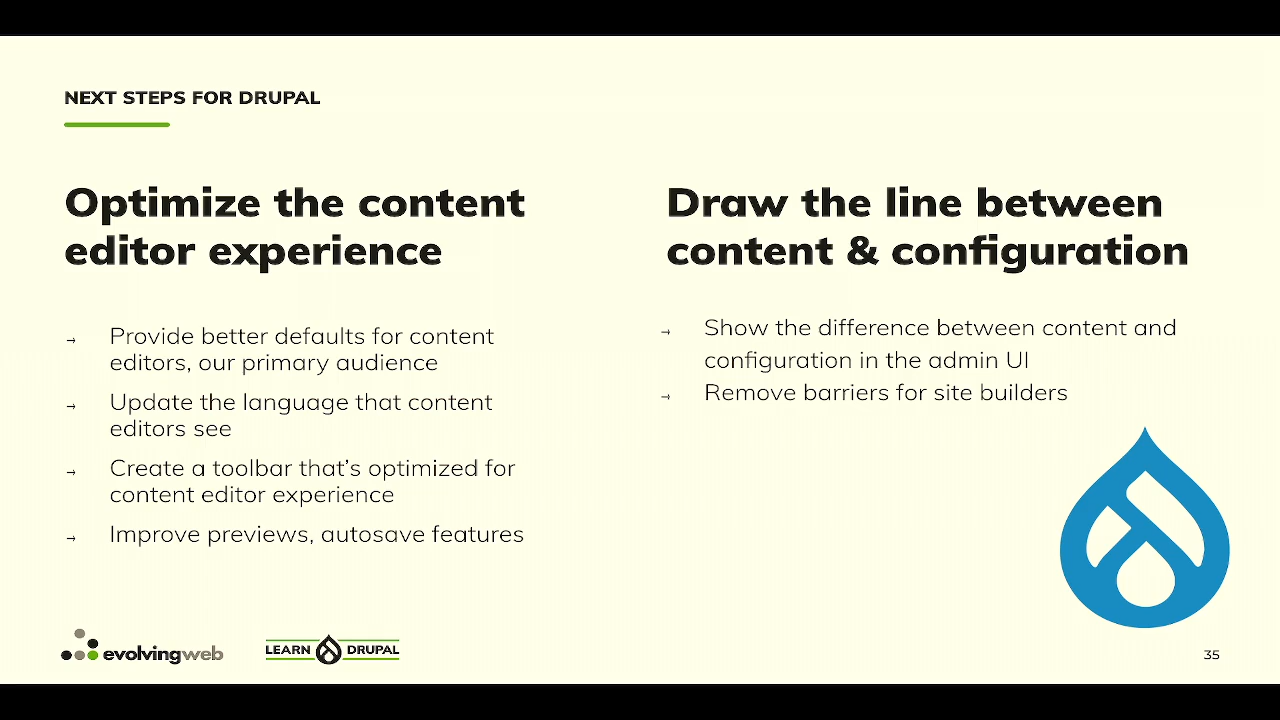 NEXT STEPS FOR DRUPAL
Optimize the content
editor experience
→ Provide better defaults for content
editors, our primary audience
→ Update the language that content
editors see
→ Create a toolbar that's optimized for
content editor experience
→ Improve previews, autosave features
Draw the line between
content & configuration
→ Show the difference between content and
configuration in the admin UI
→ Remove barriers for site builders
evolvingweb
LEARN DRUPAL
35